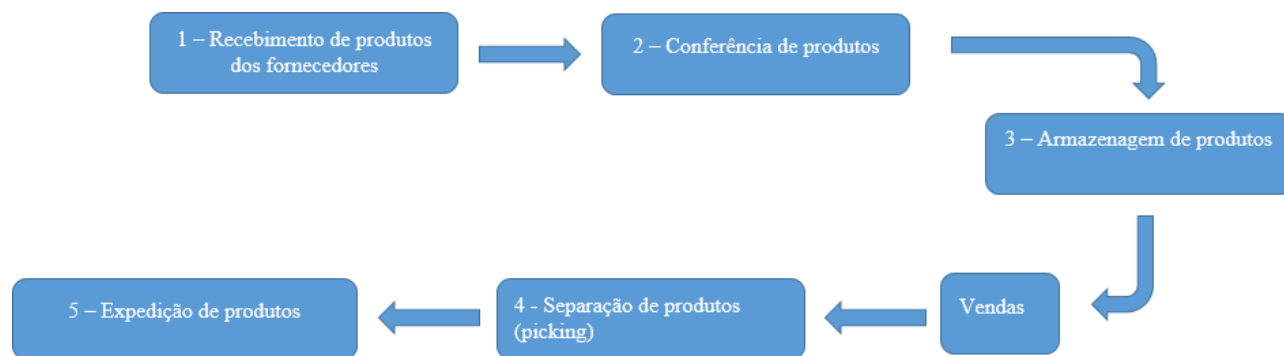 1 – Recebimento de produtos
dos fornecedores
2 – Conferência de produtos
3 – Armazenagem de produtos
Vendas
4 - Separação de produtos
(picking)
5 – Expedição de produtos